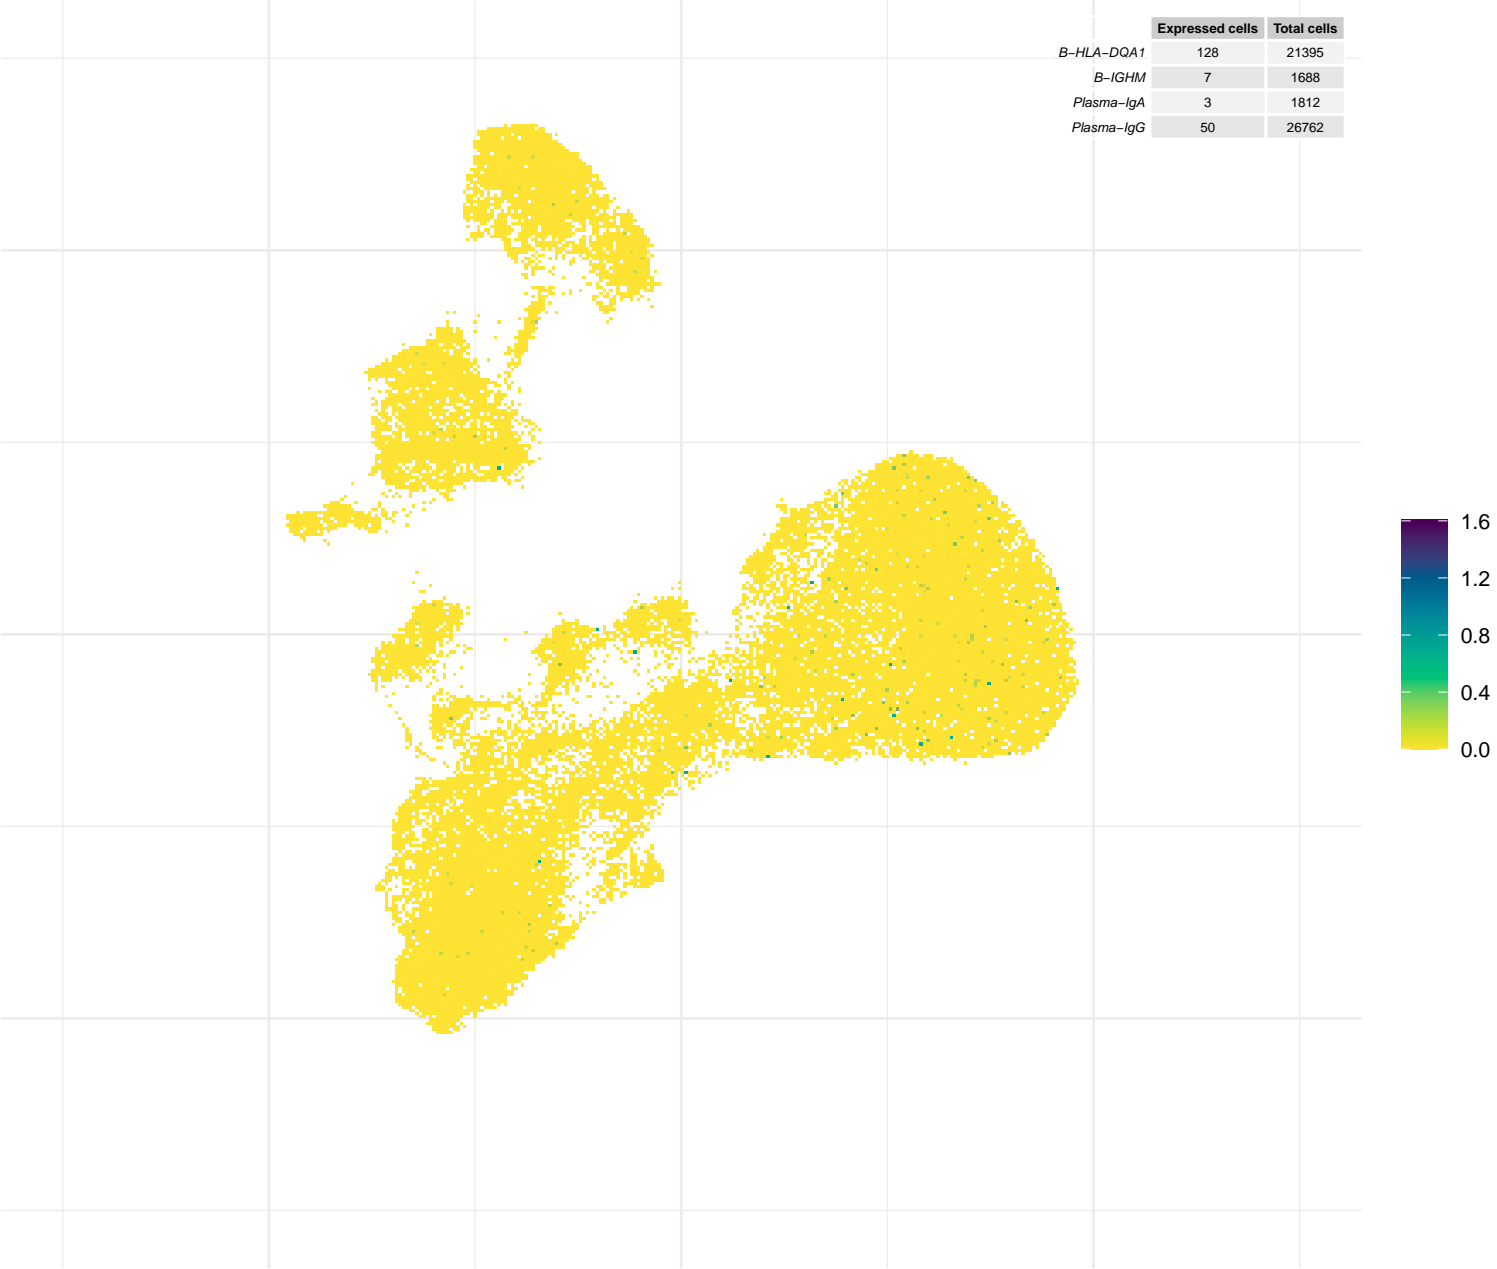 Expressed cells Total cells
B−HLA−DQA1 128 21395
B−IGHM 7 1688
Plasma−IgA 3 1812
Plasma−IgG 50 26762
1.6
1.2
0.8
0.4
0.0